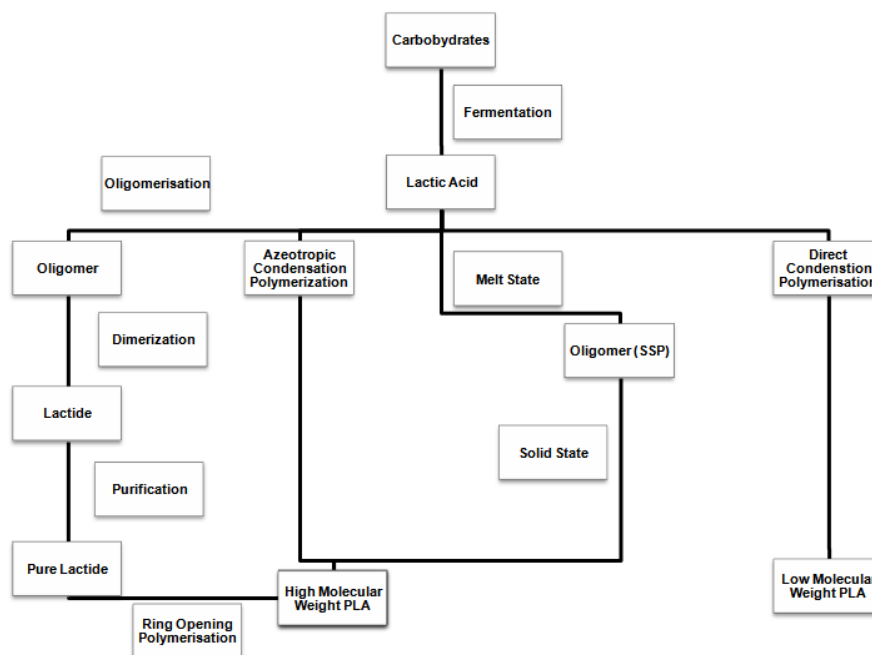 Carbobydrates
Fermentation
Oligomerisation
Lactic Acid
Oligomer
Azeotropic
Condensation
Polymerization
Melt State
Direct
Condenstion
Polymerisation
Dimerization
Oligomer (SSP)
Lactide
Solid State
Purification
Pure Lactide
High Molecular
Weight PLA
Low Molecular
Weight PLA
Ring Opening
Polymerisation